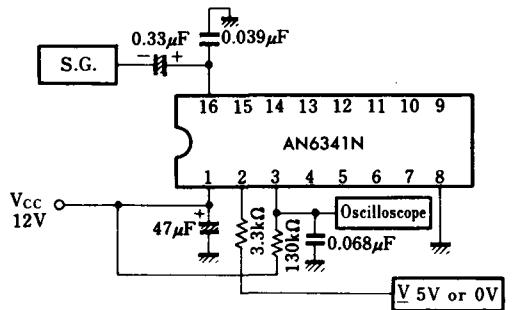 0.33µF
0.039µF
− +
S.G.
16 15 14 13 12 11 10 9
AN6341N
1 2 3 4 5 6 7 8
VCC
12V
+
47µF
3.3kΩ
130kΩ
Oscilloscope
0.068µF
V 5V or 0V